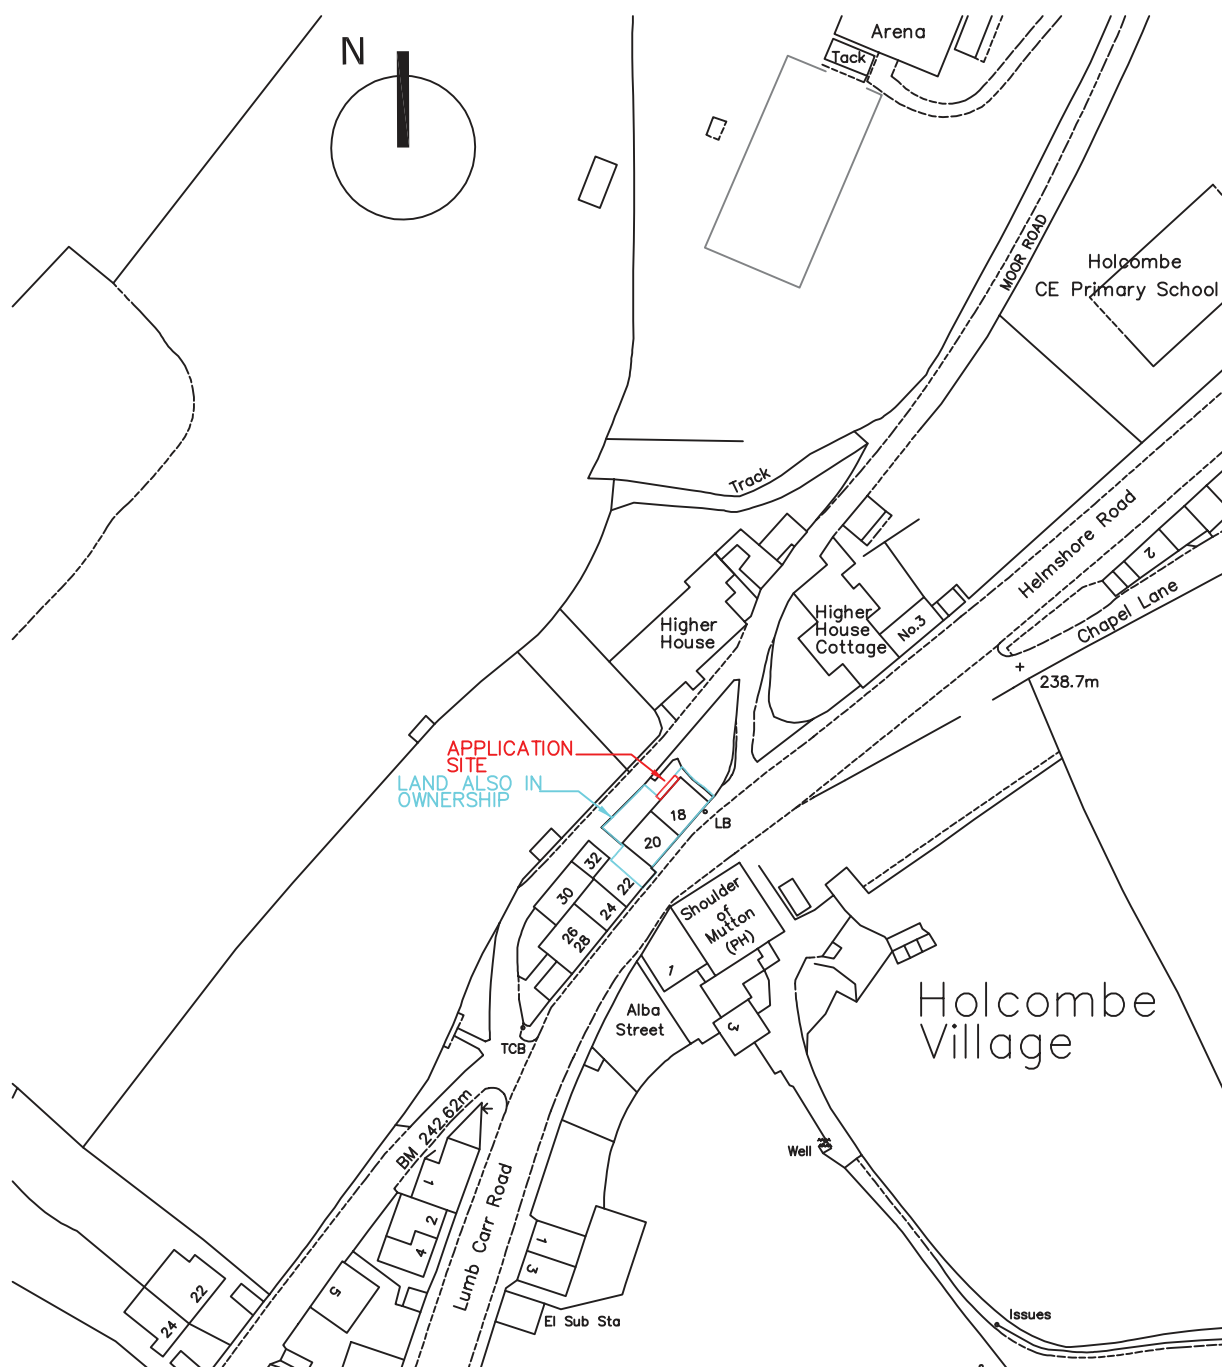 N
Arena
Tack
MOOR ROAD
Holcombe
CE Primary School
Track
Helmshore Road
2
Chapel Lane
238.7m
Higher
House
Higher
House
Cottage
No.3
APPLICATION
SITE
LAND ALSO IN
OWNERSHIP
18
LB
20
32
22
30
24
26
28
Shoulder
of
Mutton
(PH)
1
3
Alba
Street
TCB
Holcombe
Village
BM 242.62m
Well
1
2
4
Lumb Carr Road
1
3
5
22
24
El Sub Sta
Issues